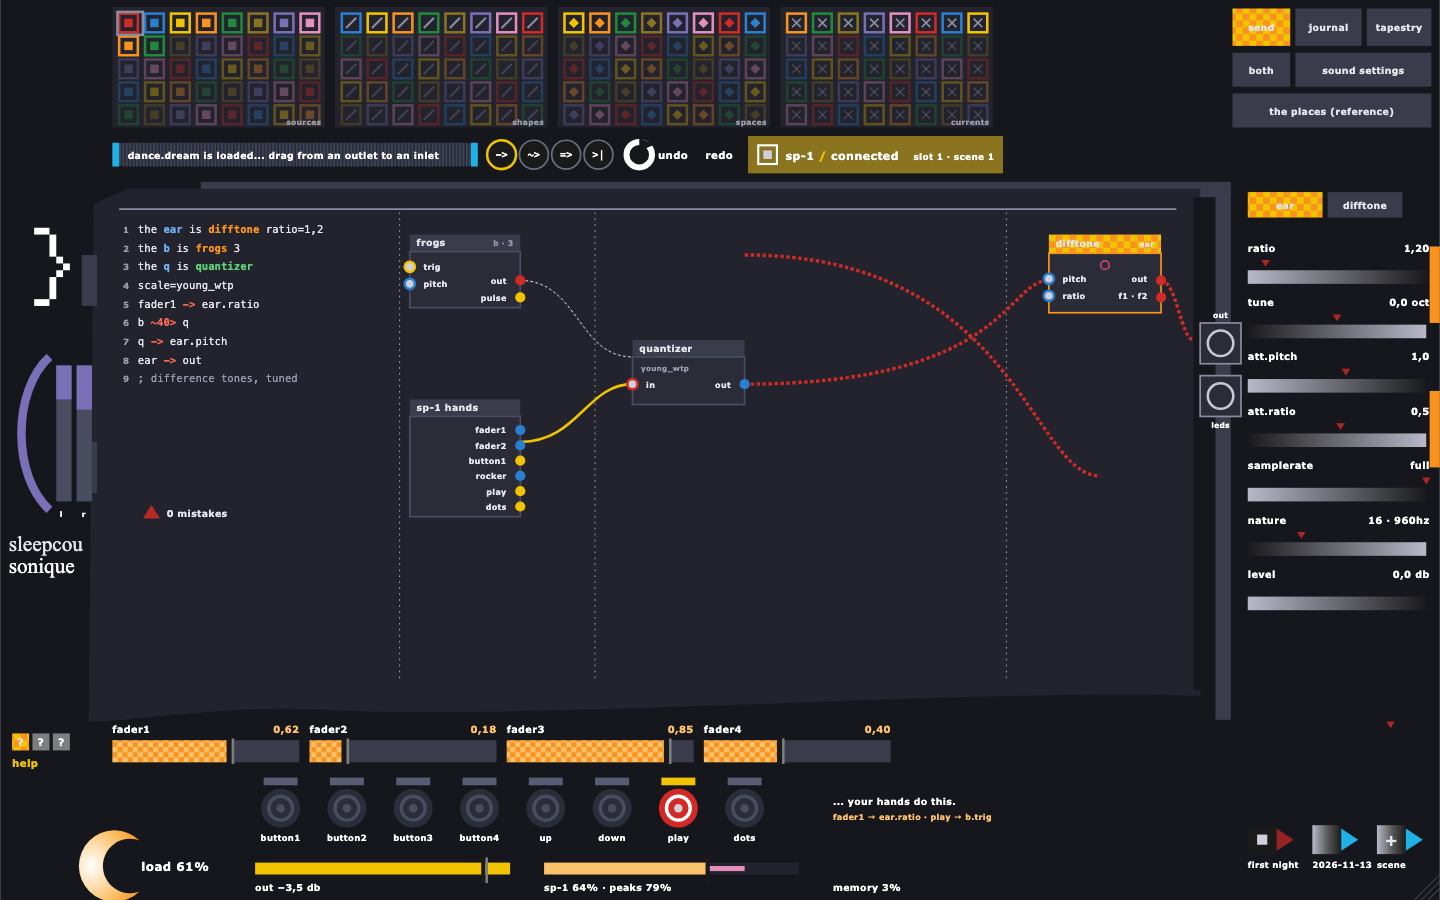 sources
shapes
spaces
currents
send
journal
tapestry
both
sound settings
the places (reference)
dance.dream is loaded... drag from an outlet to an inlet
->
~>
=>
>|
undo
redo
sp-1 / connected
slot 1 · scene 1
1 the ear is difftone ratio=1,2
2 the b is frogs 3
3 the q is quantizer
4 scale=young_wtp
5 fader1 -> ear.ratio
6 b ~40> q
7 q -> ear.pitch
8 ear -> out
9 ; difference tones, tuned
0 mistakes
frogs
b · 3
trig
pitch
out
pulse
sp-1 hands
fader1
fader2
button1
rocker
play
dots
quantizer
young_wtp
in
out
difftone
ear
pitch
ratio
out
f1 · f2
out
leds
ear
difftone
ratio
1,20
tune
0,0 oct
att.pitch
1,0
att.ratio
0,5
samplerate
full
nature
16 · 960hz
level
0,0 db
l
r
sleepcou
sonique
? ? ?
help
fader1
0,62
fader2
0,18
fader3
0,85
fader4
0,40
button1
button2
button3
button4
up
down
play
dots
... your hands do this.
fader1 → ear.ratio · play → b.trig
load 61%
out −3,5 db
sp-1 64% · peaks 79%
memory 3%
first night
2026-11-13
+
scene